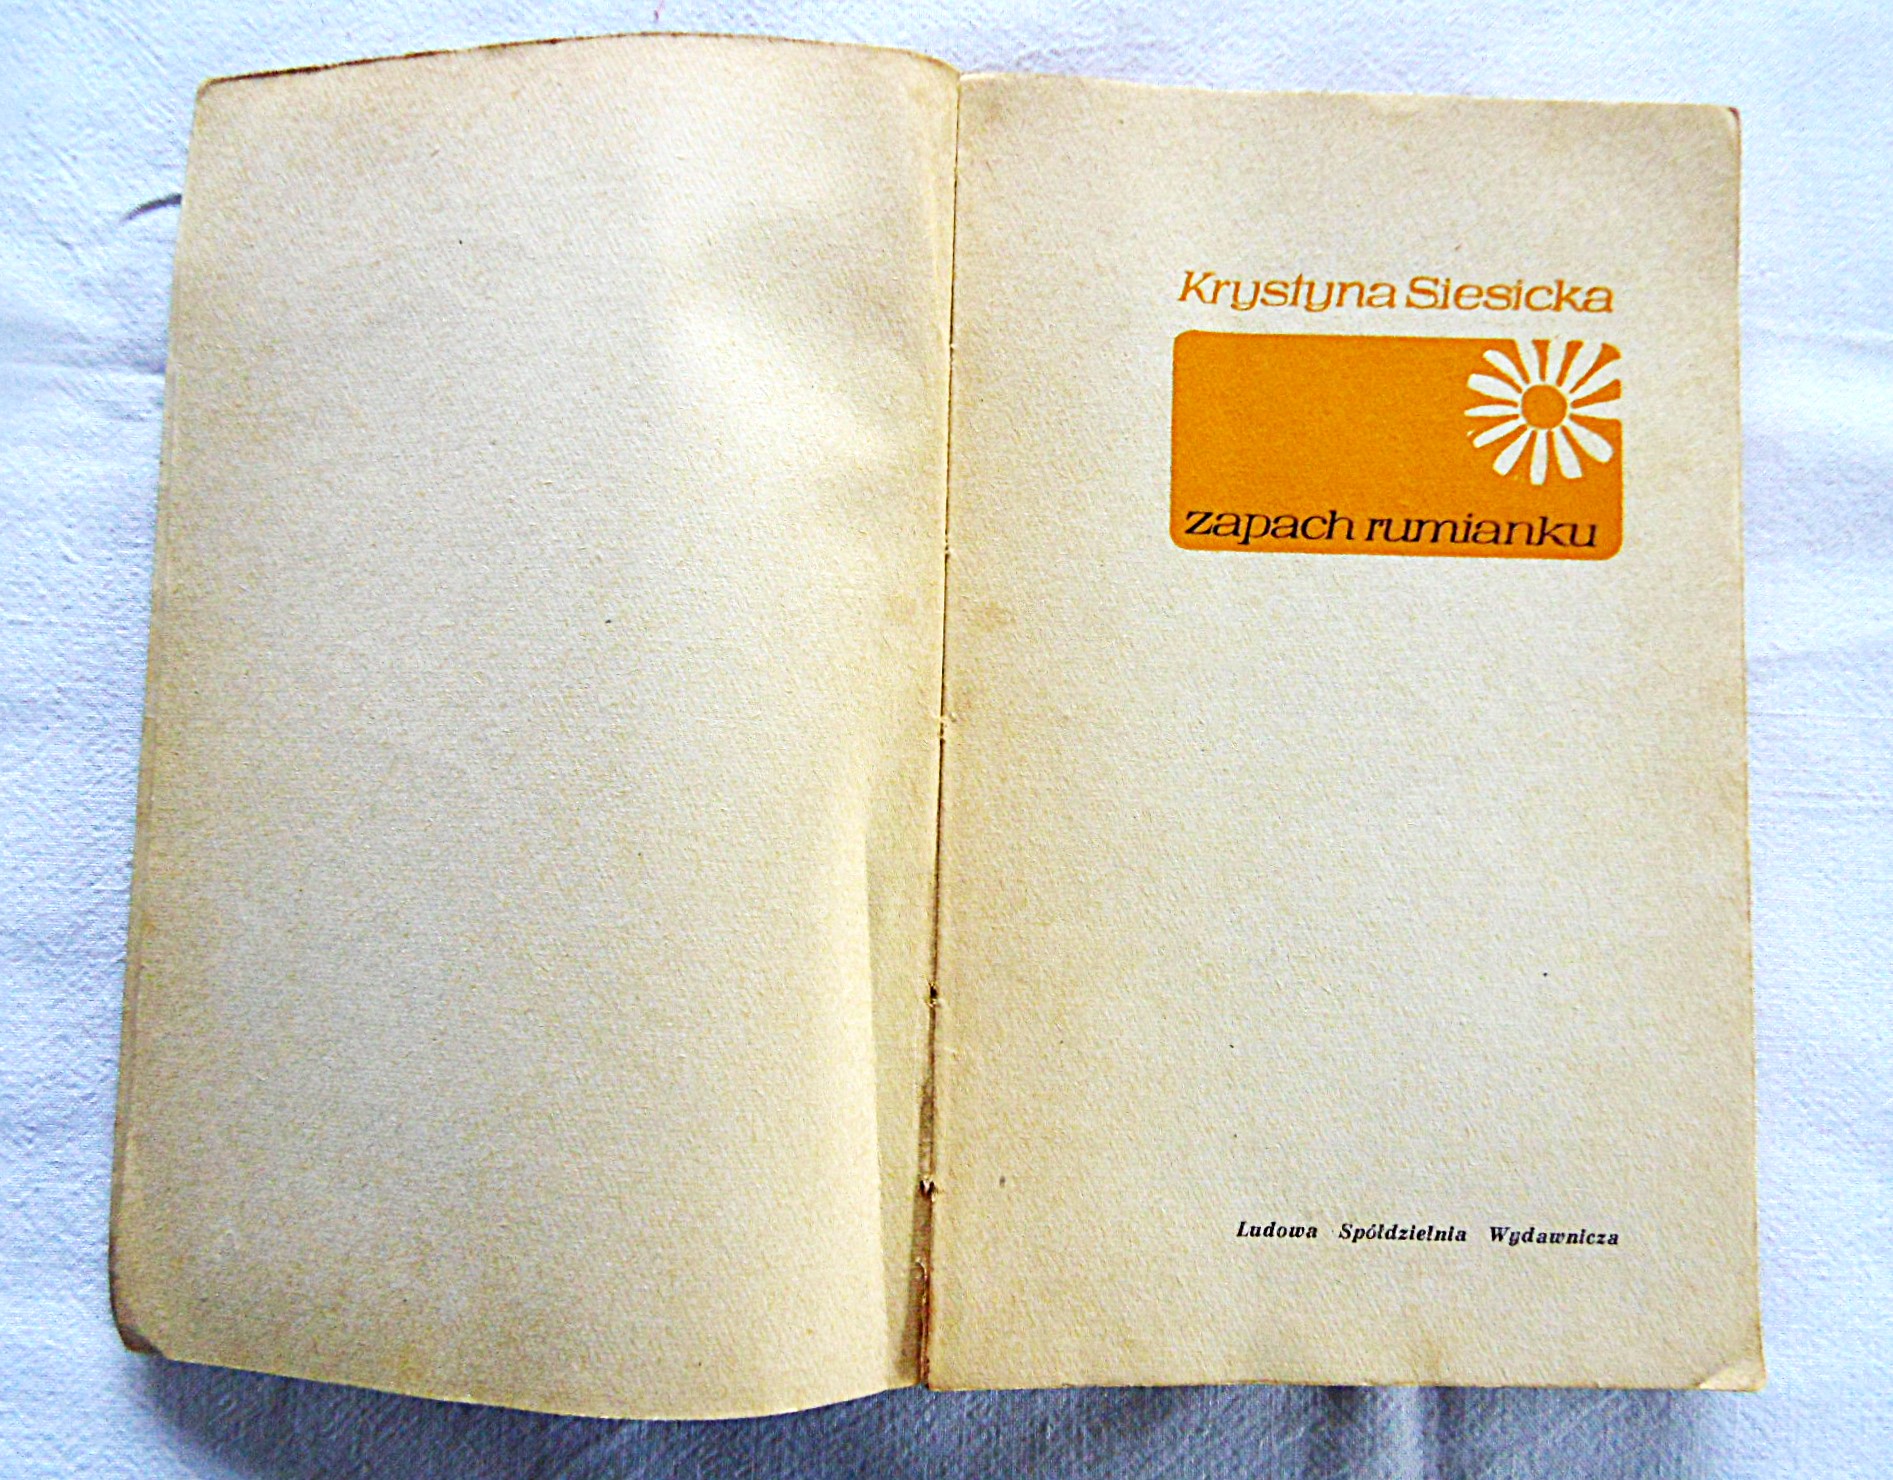 Krystyna Siesicka
zapach rumianku
Ludowa Spółdzielnia Wydawnicza